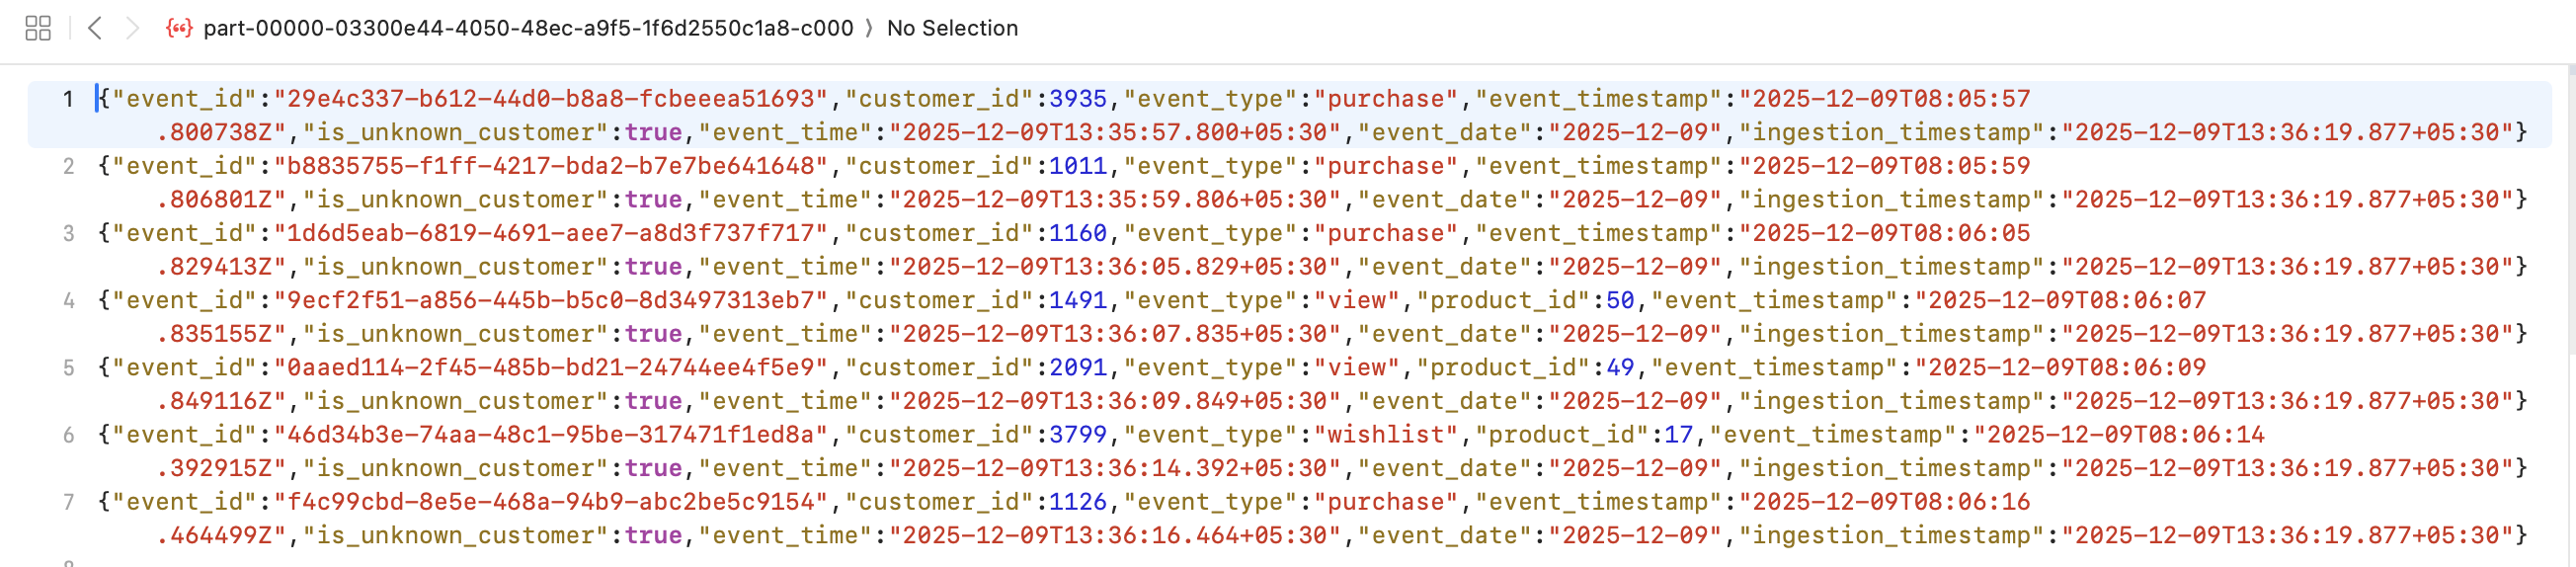 part-00000-03300e44-4050-48ec-a9f5-1f6d2550c1a8-c000 〉 No Selection
1 {"event_id":"29e4c337-b612-44d0-b8a8-fcbeeea51693","customer_id":3935,"event_type":"purchase","event_timestamp":"2025-12-09T08:05:57
.800738Z","is_unknown_customer":true,"event_time":"2025-12-09T13:35:57.800+05:30","event_date":"2025-12-09","ingestion_timestamp":"2025-12-09T13:36:19.877+05:30"}
2 {"event_id":"b8835755-f1ff-4217-bda2-b7e7be641648","customer_id":1011,"event_type":"purchase","event_timestamp":"2025-12-09T08:05:59
.806801Z","is_unknown_customer":true,"event_time":"2025-12-09T13:35:59.806+05:30","event_date":"2025-12-09","ingestion_timestamp":"2025-12-09T13:36:19.877+05:30"}
3 {"event_id":"1d6d5eab-6819-4691-aee7-a8d3f737f717","customer_id":1160,"event_type":"purchase","event_timestamp":"2025-12-09T08:06:05
.829413Z","is_unknown_customer":true,"event_time":"2025-12-09T13:36:05.829+05:30","event_date":"2025-12-09","ingestion_timestamp":"2025-12-09T13:36:19.877+05:30"}
4 {"event_id":"9ecf2f51-a856-445b-b5c0-8d3497313eb7","customer_id":1491,"event_type":"view","product_id":50,"event_timestamp":"2025-12-09T08:06:07
.835155Z","is_unknown_customer":true,"event_time":"2025-12-09T13:36:07.835+05:30","event_date":"2025-12-09","ingestion_timestamp":"2025-12-09T13:36:19.877+05:30"}
5 {"event_id":"0aaed114-2f45-485b-bd21-24744ee4f5e9","customer_id":2091,"event_type":"view","product_id":49,"event_timestamp":"2025-12-09T08:06:09
.849116Z","is_unknown_customer":true,"event_time":"2025-12-09T13:36:09.849+05:30","event_date":"2025-12-09","ingestion_timestamp":"2025-12-09T13:36:19.877+05:30"}
6 {"event_id":"46d34b3e-74aa-48c1-95be-317471f1ed8a","customer_id":3799,"event_type":"wishlist","product_id":17,"event_timestamp":"2025-12-09T08:06:14
.392915Z","is_unknown_customer":true,"event_time":"2025-12-09T13:36:14.392+05:30","event_date":"2025-12-09","ingestion_timestamp":"2025-12-09T13:36:19.877+05:30"}
7 {"event_id":"f4c99cbd-8e5e-468a-94b9-abc2be5c9154","customer_id":1126,"event_type":"purchase","event_timestamp":"2025-12-09T08:06:16
.464499Z","is_unknown_customer":true,"event_time":"2025-12-09T13:36:16.464+05:30","event_date":"2025-12-09","ingestion_timestamp":"2025-12-09T13:36:19.877+05:30"}